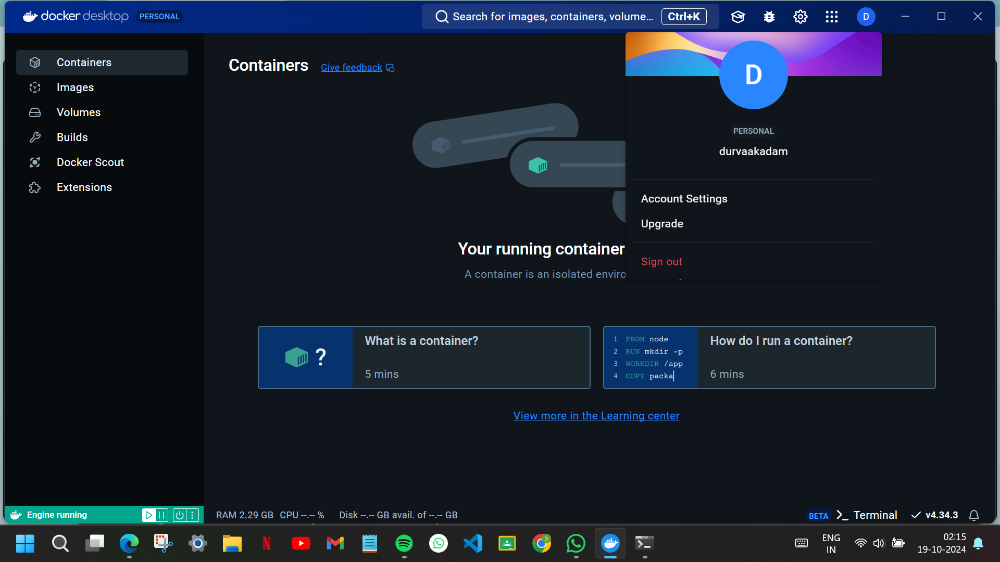 docker desktop PERSONAL
Search for images, containers, volume... Ctrl+K
D
Containers
Images
Volumes
Builds
Docker Scout
Extensions
Containers Give feedback
D
PERSONAL
durvaakadam
Account Settings
Upgrade
Sign out
Your running container
A container is an isolated enviro
?
What is a container?
5 mins
1 FROM node
2 RUN mkdir -p
3 WORKDIR /app
4 COPY packa
How do I run a container?
6 mins
View more in the Learning center
Engine running
RAM 2.29 GB CPU --.-- % Disk --.-- GB avail. of --.-- GB
BETA >_ Terminal v4.34.3
N
D
ENG
IN
02:15
19-10-2024